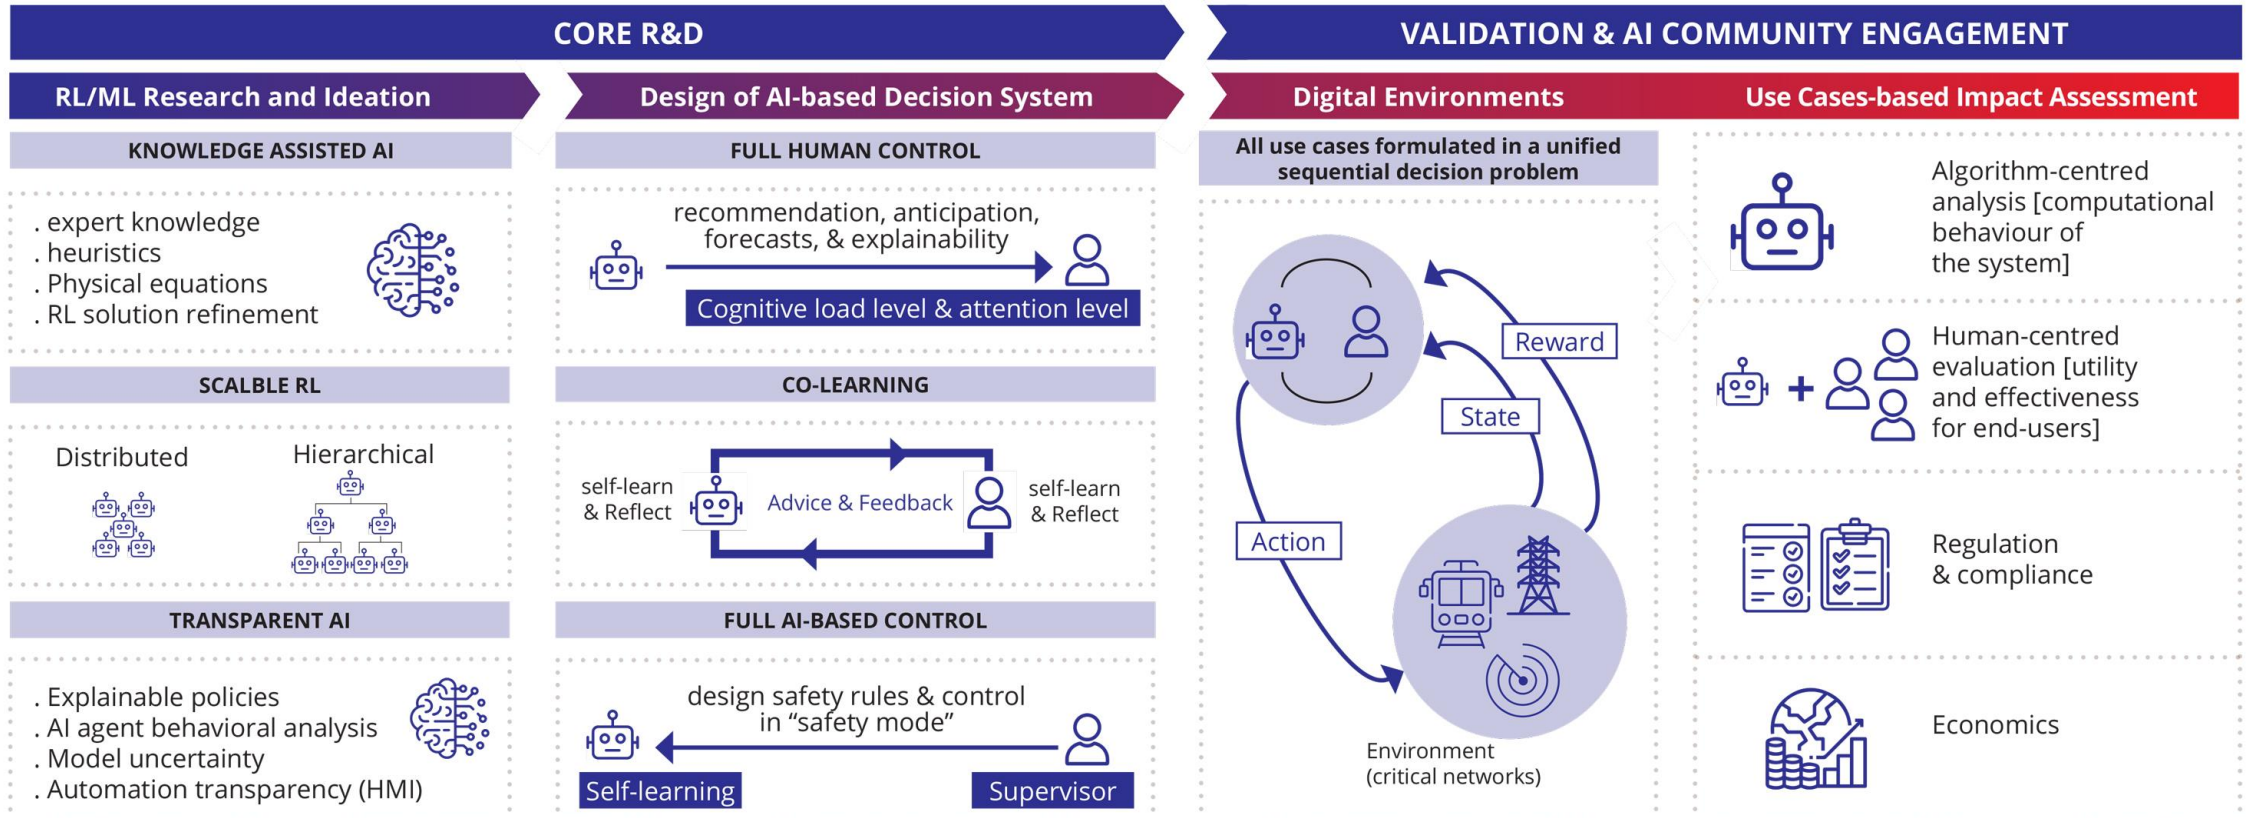 CORE R&D
VALIDATION & AI COMMUNITY ENGAGEMENT
RL/ML Research and Ideation
Design of AI-based Decision System
Digital Environments
Use Cases-based Impact Assessment
KNOWLEDGE ASSISTED AI
. expert knowledge
. heuristics
. Physical equations
. RL solution refinement
SCALBLE RL
Distributed
Hierarchical
TRANSPARENT AI
. Explainable policies
. AI agent behavioral analysis
. Model uncertainty
. Automation transparency (HMI)
FULL HUMAN CONTROL
recommendation, anticipation,
forecasts, & explainability
Cognitive load level & attention level
CO-LEARNING
self-learn
& Reflect
Advice & Feedback
self-learn
& Reflect
FULL AI-BASED CONTROL
design safety rules & control
in “safety mode”
Self-learning
Supervisor
All use cases formulated in a unified
sequential decision problem
Reward
State
Action
Environment
(critical networks)
Algorithm-centred
analysis [computational
behaviour of
the system]
Human-centred
evaluation [utility
and effectiveness
for end-users]
Regulation
& compliance
Economics